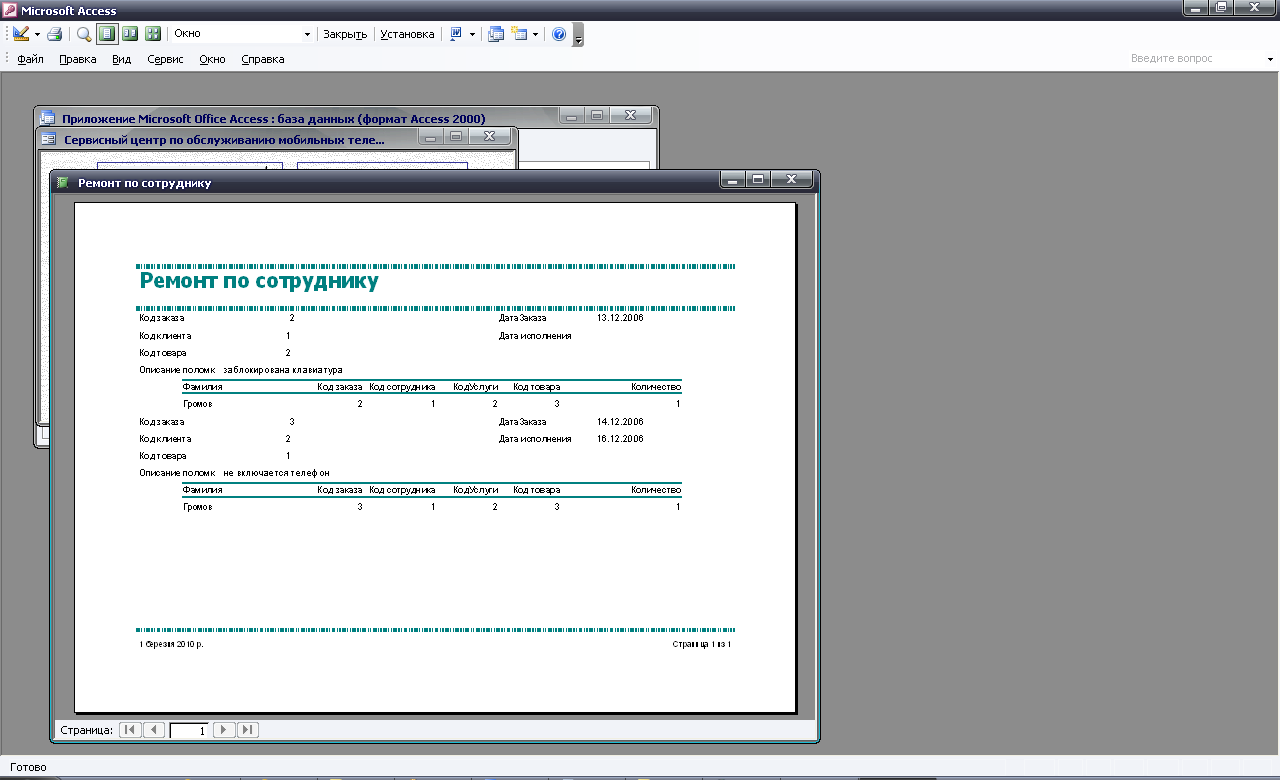 Microsoft Access
Окно Закрыть Установка
Файл Правка Вид Сервис Окно Справка Введите вопрос
Приложение Microsoft Office Access : база данных (формат Access 2000)
Сервисный центр по обслуживанию мобильных теле...
Ремонт по сотруднику
Ремонт по сотруднику
Код заказа 2 ДатаЗаказа 13.12.2006
Код клиента 1 Дата исполнения
Код товара 2
Описание поломк заблокирована клавиатура
Фамилия Код заказа Код сотрудника КодУслуги Код товара Количество
Громов 2 1 2 3 1
Код заказа 3 ДатаЗаказа 14.12.2006
Код клиента 2 Дата исполнения 16.12.2006
Код товара 1
Описание поломк не включается телефон
Фамилия Код заказа Код сотрудника КодУслуги Код товара Количество
Громов 3 1 2 3 1
1 березня 2010 р. Страница 1 из 1
Страница: 1
Готово